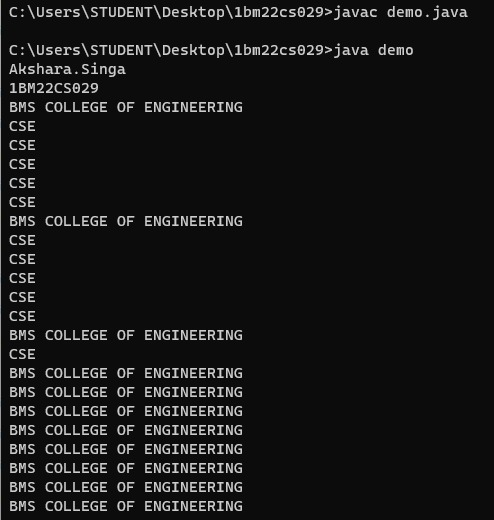 C:\Users\STUDENT\Desktop\1bm22cs029>javac demo.java
C:\Users\STUDENT\Desktop\1bm22cs029>java demo
Akshara.Singa
1BM22CS029
BMS COLLEGE OF ENGINEERING
CSE
CSE
CSE
CSE
CSE
BMS COLLEGE OF ENGINEERING
CSE
CSE
CSE
CSE
CSE
BMS COLLEGE OF ENGINEERING
CSE
BMS COLLEGE OF ENGINEERING
BMS COLLEGE OF ENGINEERING
BMS COLLEGE OF ENGINEERING
BMS COLLEGE OF ENGINEERING
BMS COLLEGE OF ENGINEERING
BMS COLLEGE OF ENGINEERING
BMS COLLEGE OF ENGINEERING
BMS COLLEGE OF ENGINEERING